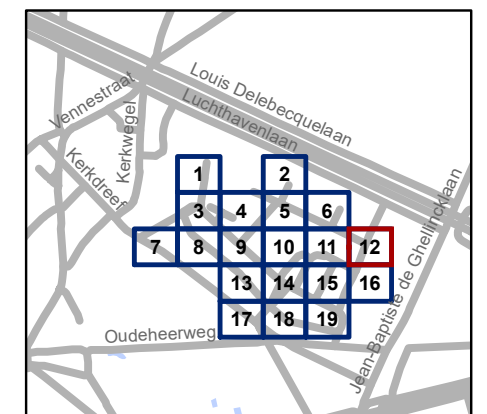 Louis Delebecquelaan
Luchthavenlaan
Vennestraat
Kerkwegel
Kerkdreef
1 2
3 4 5 6
7 8 9 10 11 12
13 14 15 16
17 18 19
Oudeheerweg
Jean-Baptiste de Ghellincklaan